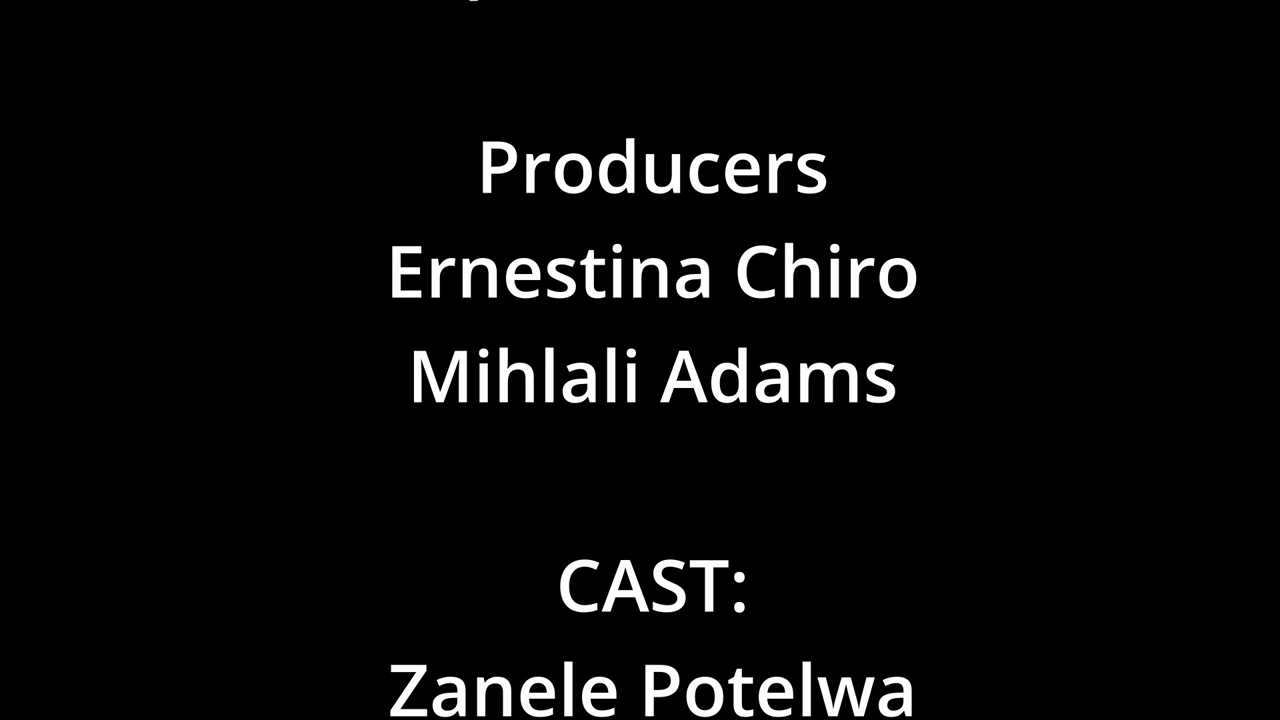 Producers
Ernestina Chiro
Mihlali Adams
CAST:
Zanele Potelwa